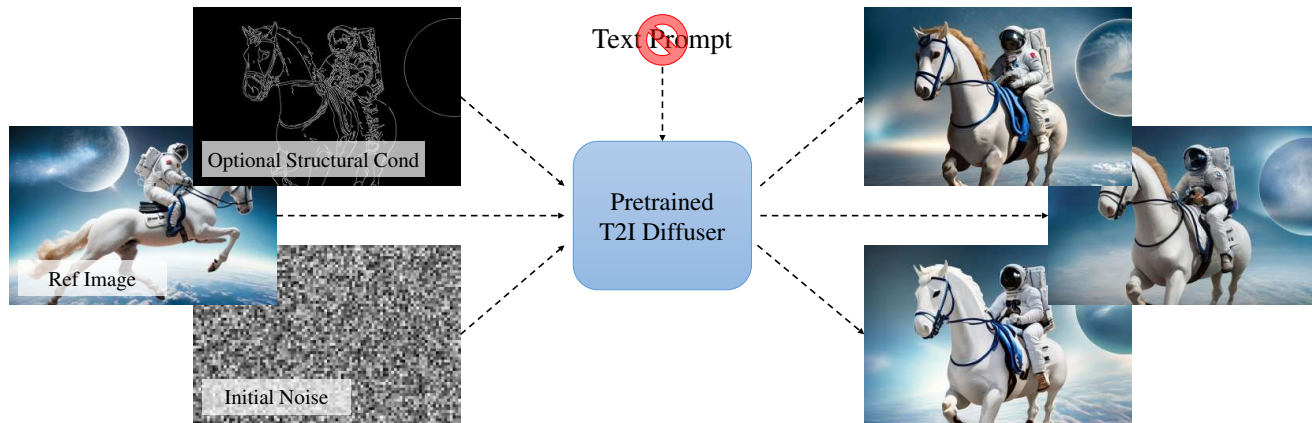 Text Prompt
Optional Structural Cond
Ref Image
Initial Noise
Pretrained
T2I Diffuser